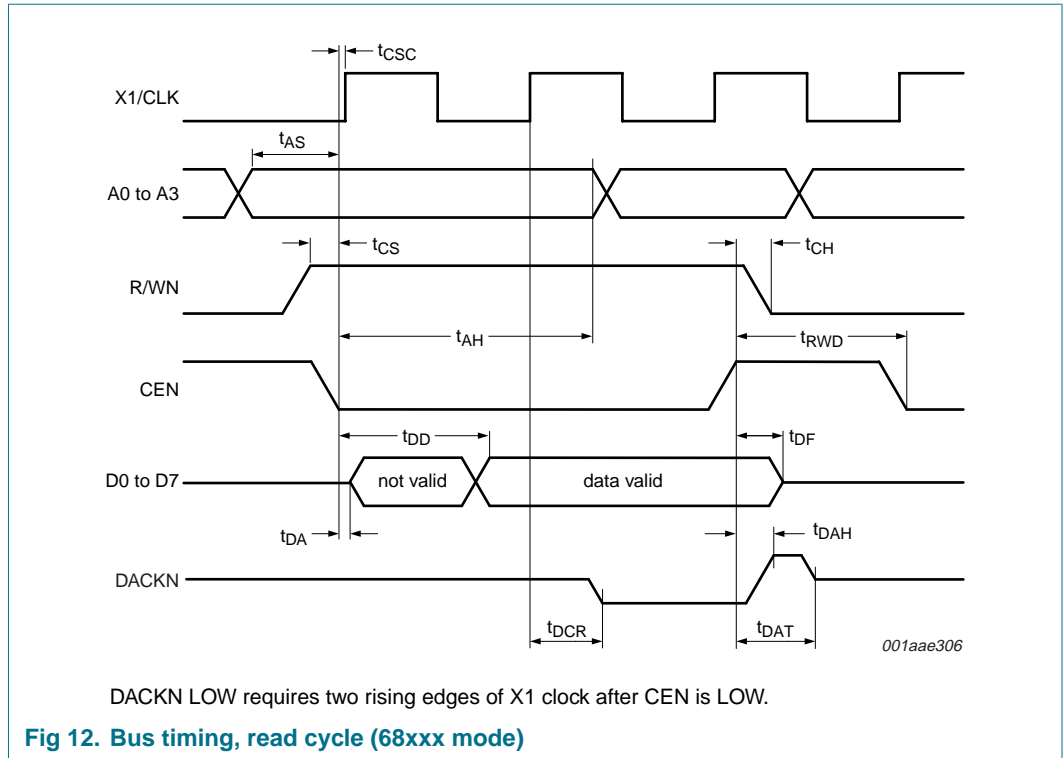 tCSC
X1/CLK
tAS
A0 to A3
tCS
tCH
R/WN
tAH
tRWD
CEN
tDD
tDF
D0 to D7
not valid
data valid
tDA
tDAH
DACKN
tDCR
tDAT
001aae306
DACKN LOW requires two rising edges of X1 clock after CEN is LOW.
Fig 12. Bus timing, read cycle (68xxx mode)